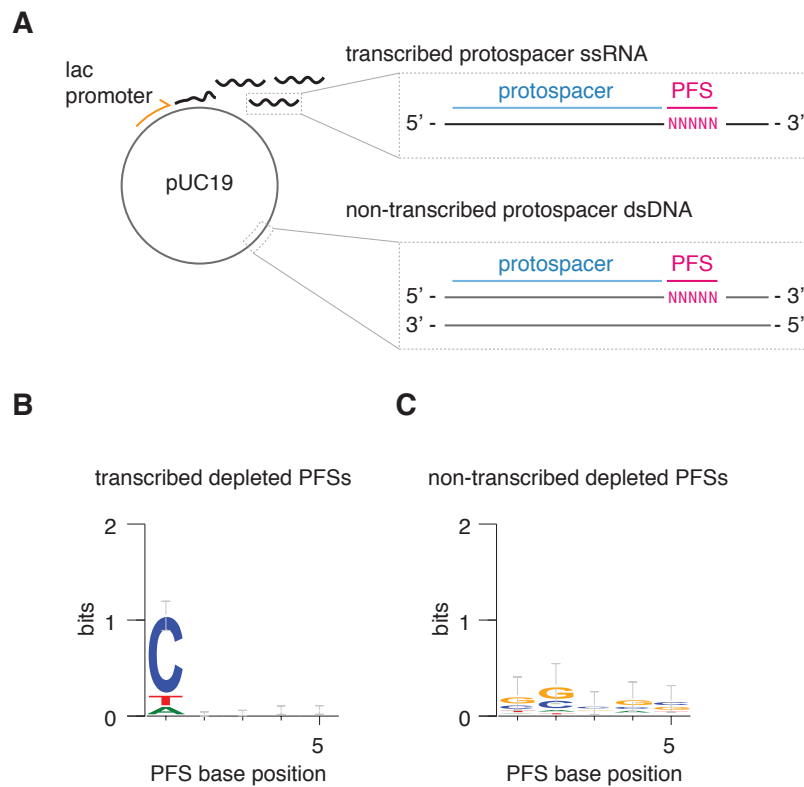 A
transcribed protospacer ssRNA
lac
promoter
protospacer PFS
5' - NNNNN - 3'
pUC19
non-transcribed protospacer dsDNA
protospacer PFS
5' - NNNNN - 3'
3' - - 5'
B
C
transcribed depleted PFSs
non-transcribed depleted PFSs
2
1
0
bits
C
T
A
5
PFS base position
2
1
0
bits
G
C
T
G
C
A
T
C
G
C
A
C
G
A
5
PFS base position